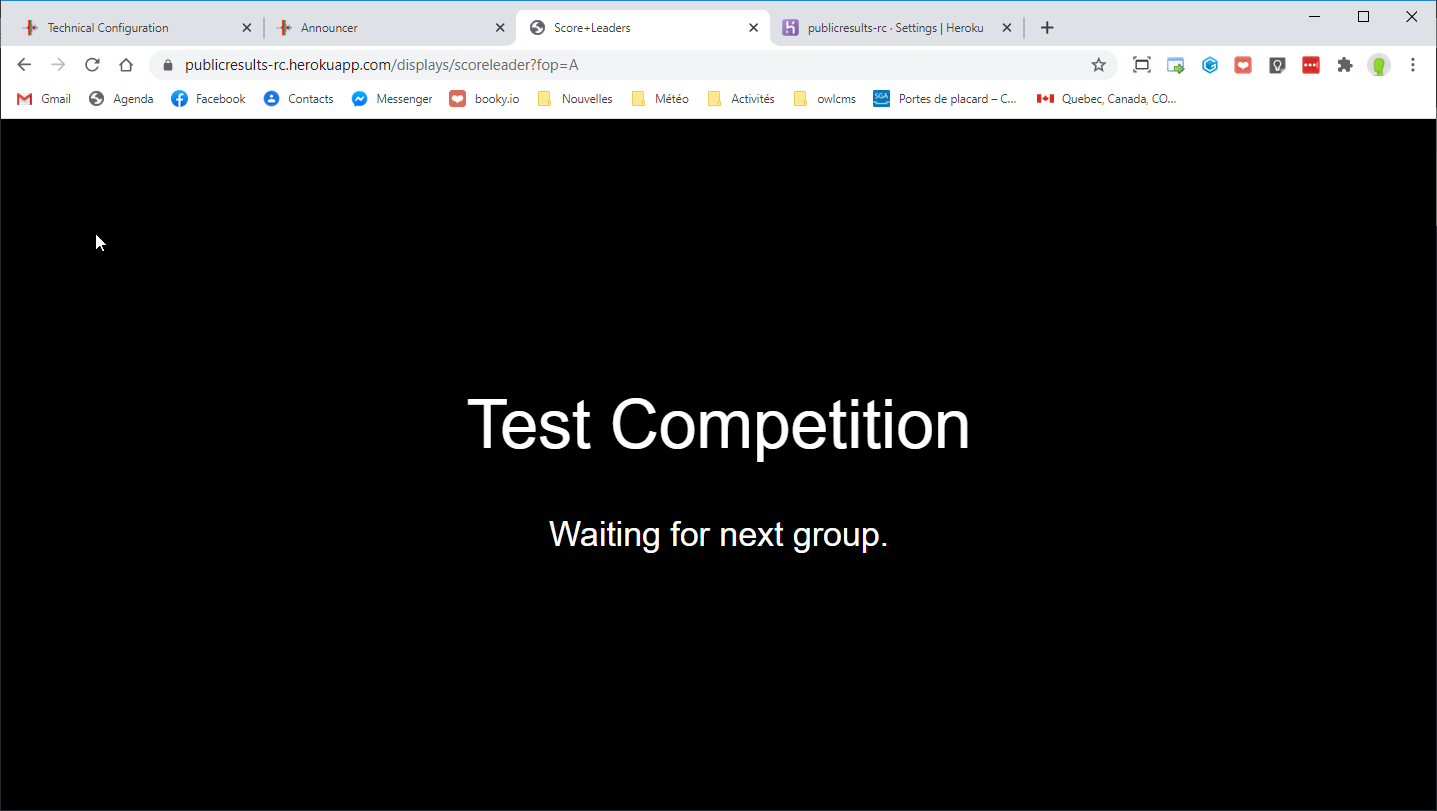 Technical Configuration
Announcer
Score+Leaders
publicresults-rc · Settings | Heroku
publicresults-rc.herokuapp.com/displays/scoreleader?fop=A
Gmail
Agenda
Facebook
Contacts
Messenger
booky.io
Nouvelles
Météo
Activités
owlcms
SGA
Portes de placard – C...
Quebec, Canada, CO...
Test Competition
Waiting for next group.